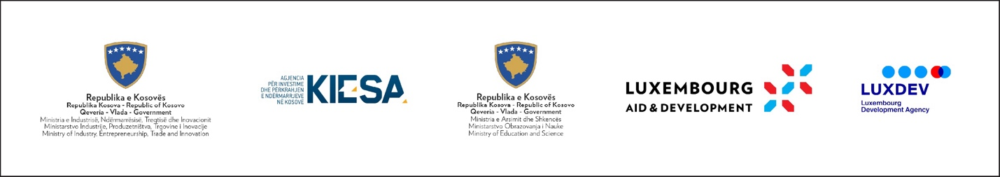 Republika e Kosovës
Republika Kosova - Republic of Kosovo
Qeveria - Vlada - Government
Ministria e Industrisë, Ndërmarrësisë, Tregtisë dhe Inovacionit
Ministarstvo Industrije, Preduzetništva, Trgovine i Inovacije
Ministry of Industry, Entrepreneurship, Trade and Innovation
AGJENCIA
PËR INVESTIME
DHE PËRKRAHJEN
E NDËRMARRJEVE
NË KOSOVË
KIESA
Republika e Kosovës
Republika Kosova - Republic of Kosovo
Qeveria - Vlada - Government
Ministria e Arsimit dhe Shkencës
Ministarstvo Obrazovanja i Nauke
Ministry of Education and Science
LUXEMBOURG
AID & DEVELOPMENT
LUXDEV
Luxembourg
Development Agency